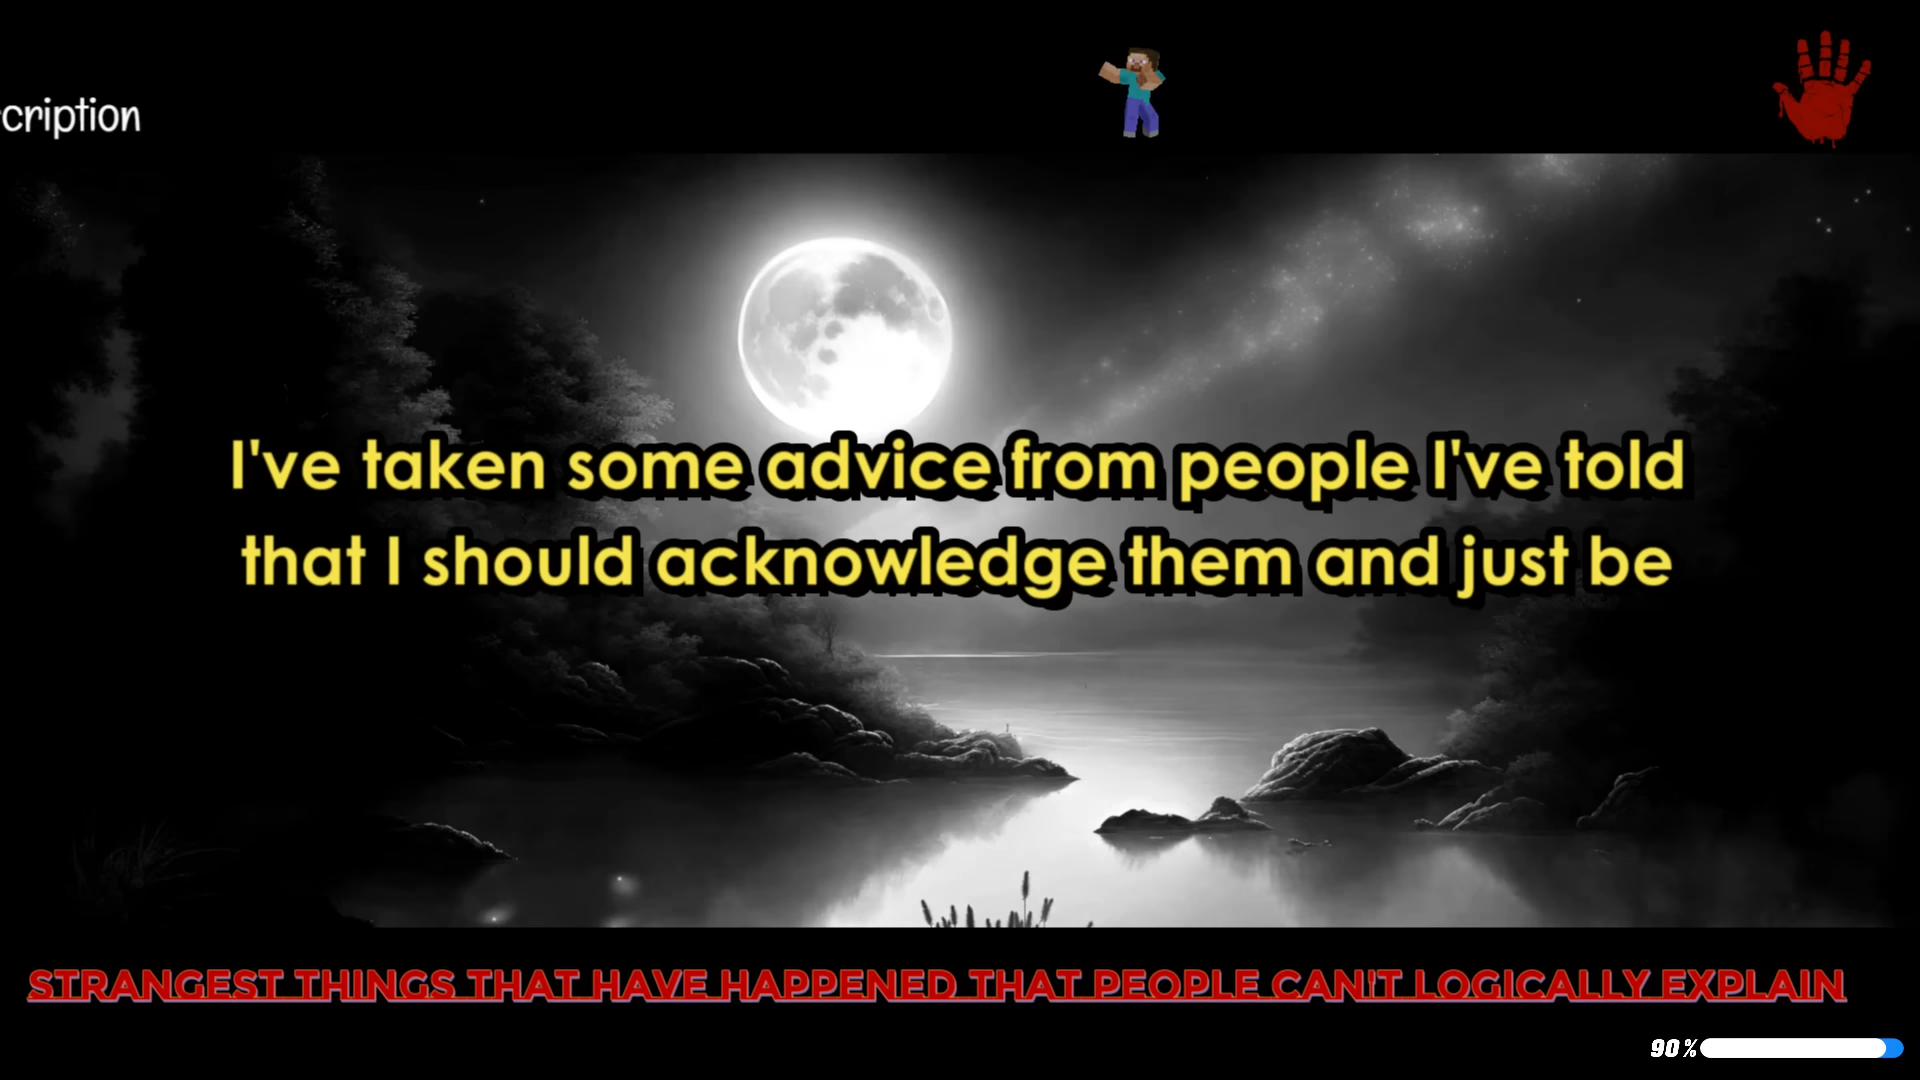 cription
I've taken some advice from people I've told
that I should acknowledge them and just be
STRANGEST THINGS THAT HAVE HAPPENED THAT PEOPLE CAN'T LOGICALLY EXPLAIN
90%